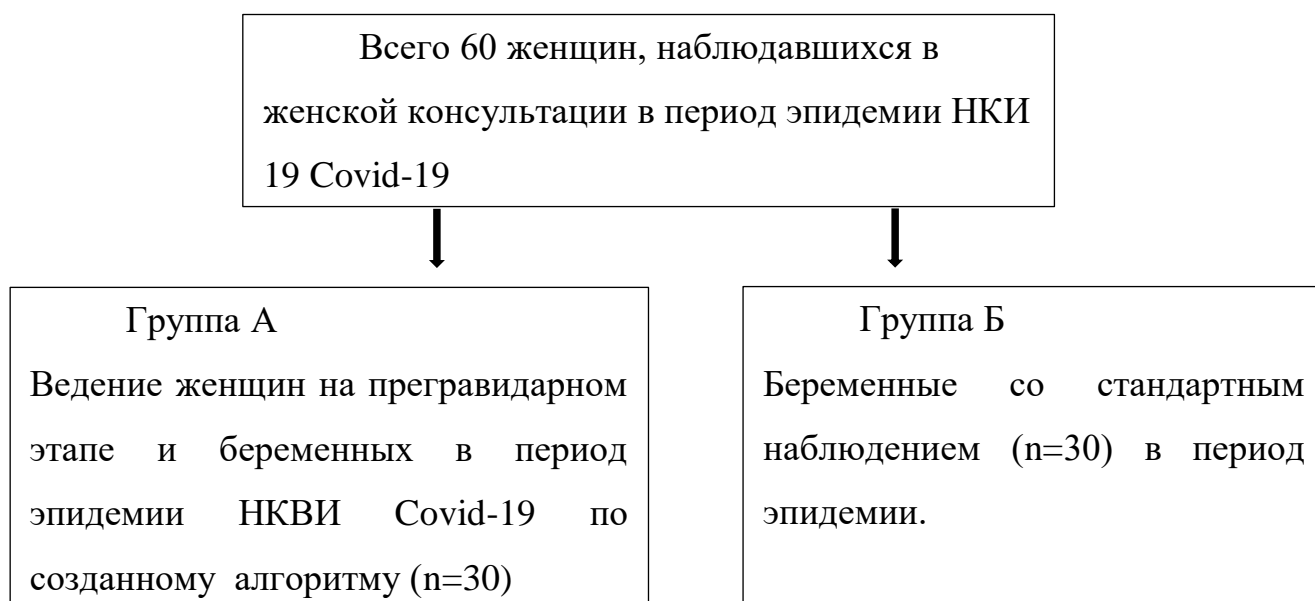 Всего 60 женщин, наблюдавшихся в
женской консультации в период эпидемии НКИ
19 Covid-19
Группа А
Ведение женщин на прегравидарном
этапе и беременных в период
эпидемии НКВИ Covid-19 по
созданному алгоритму (n=30)
Группа Б
Беременные со стандартным
наблюдением (n=30) в период
эпидемии.